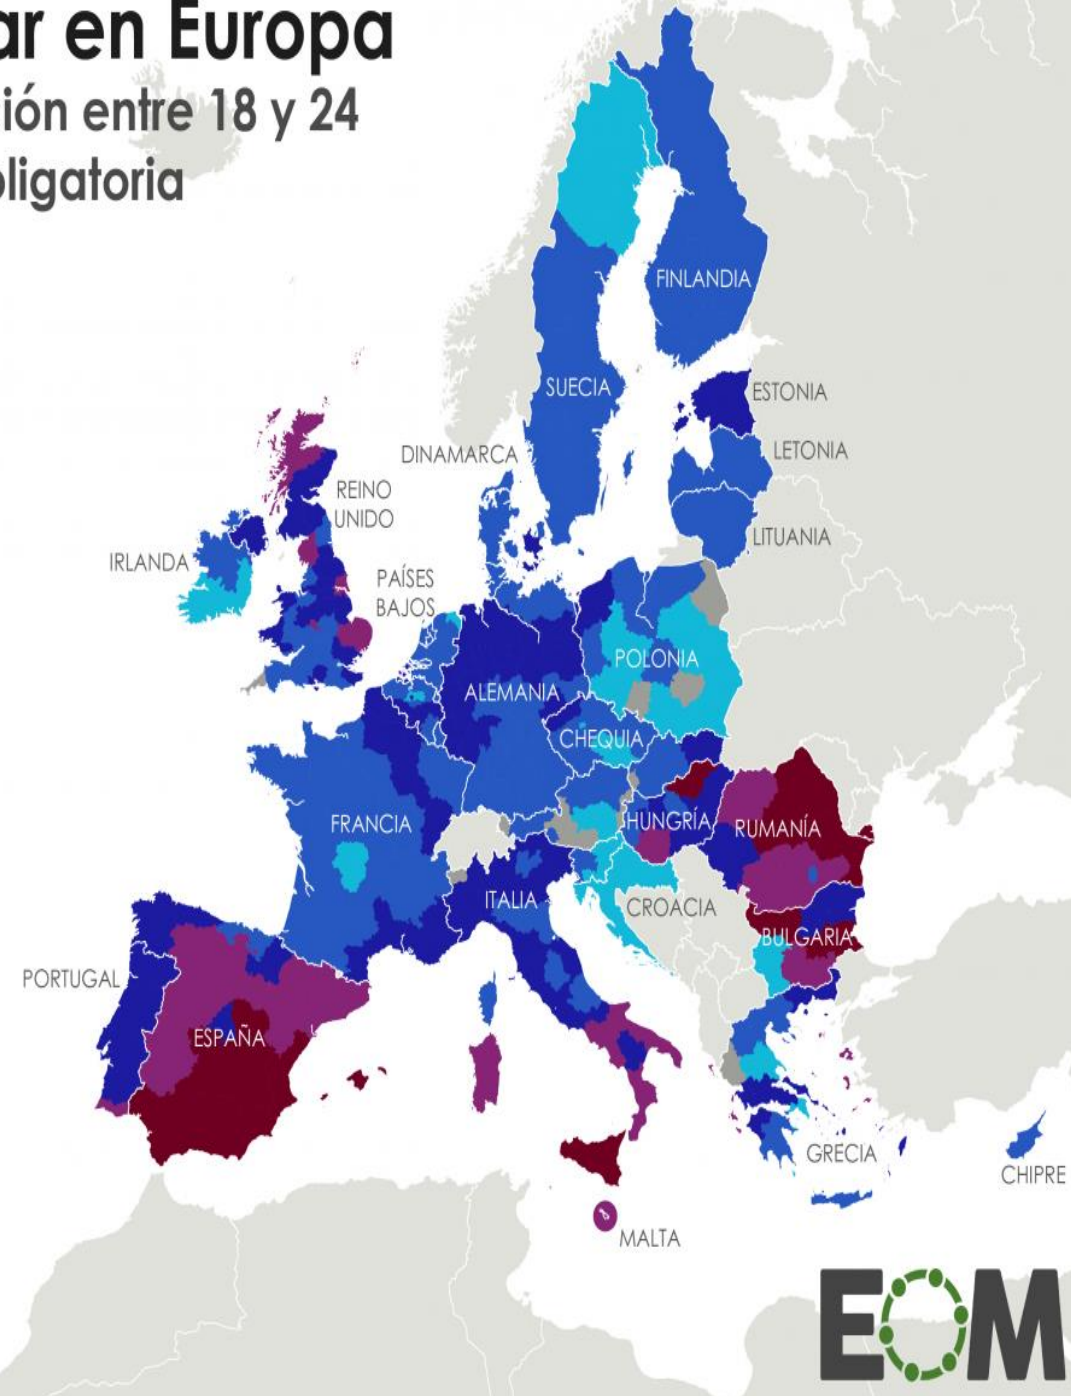 ar en Europa
ión entre 18 y 24
bligatoria
FINLANDIA
SUECIA
ESTONIA
DINAMARCA
LETONIA
REINO
UNIDO
LITUANIA
IRLANDA
PAÍSES
BAJOS
POLONIA
ALEMANIA
CHEQUIA
FRANCIA
HUNGRÍA
RUMANÍA
ITALIA
CROACIA
BULGARIA
PORTUGAL
ESPAÑA
GRECIA
CHIPRE
MALTA
EOM